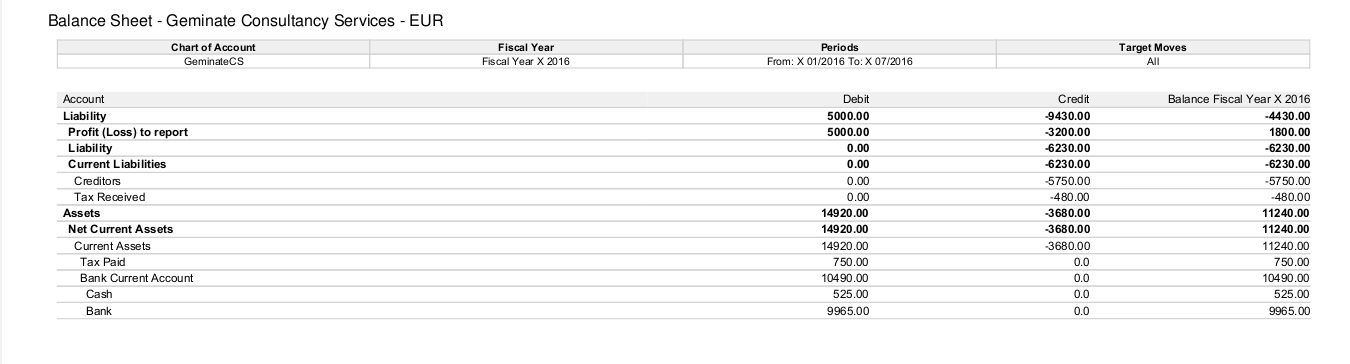 Balance Sheet - Geminate Consultancy Services - EUR
Chart of Account Fiscal Year Periods Target Moves
GeminateCS Fiscal Year X 2016 From: X 01/2016 To: X 07/2016 All
Account Debit Credit Balance Fiscal Year X 2016
Liability 5000.00 -9430.00 -4430.00
Profit (Loss) to report 5000.00 -3200.00 1800.00
Liability 0.00 -6230.00 -6230.00
Current Liabilities 0.00 -6230.00 -6230.00
Creditors 0.00 -5750.00 -5750.00
Tax Received 0.00 -480.00 -480.00
Assets 14920.00 -3680.00 11240.00
Net Current Assets 14920.00 -3680.00 11240.00
Current Assets 14920.00 -3680.00 11240.00
Tax Paid 750.00 0.0 750.00
Bank Current Account 10490.00 0.0 10490.00
Cash 525.00 0.0 525.00
Bank 9965.00 0.0 9965.00